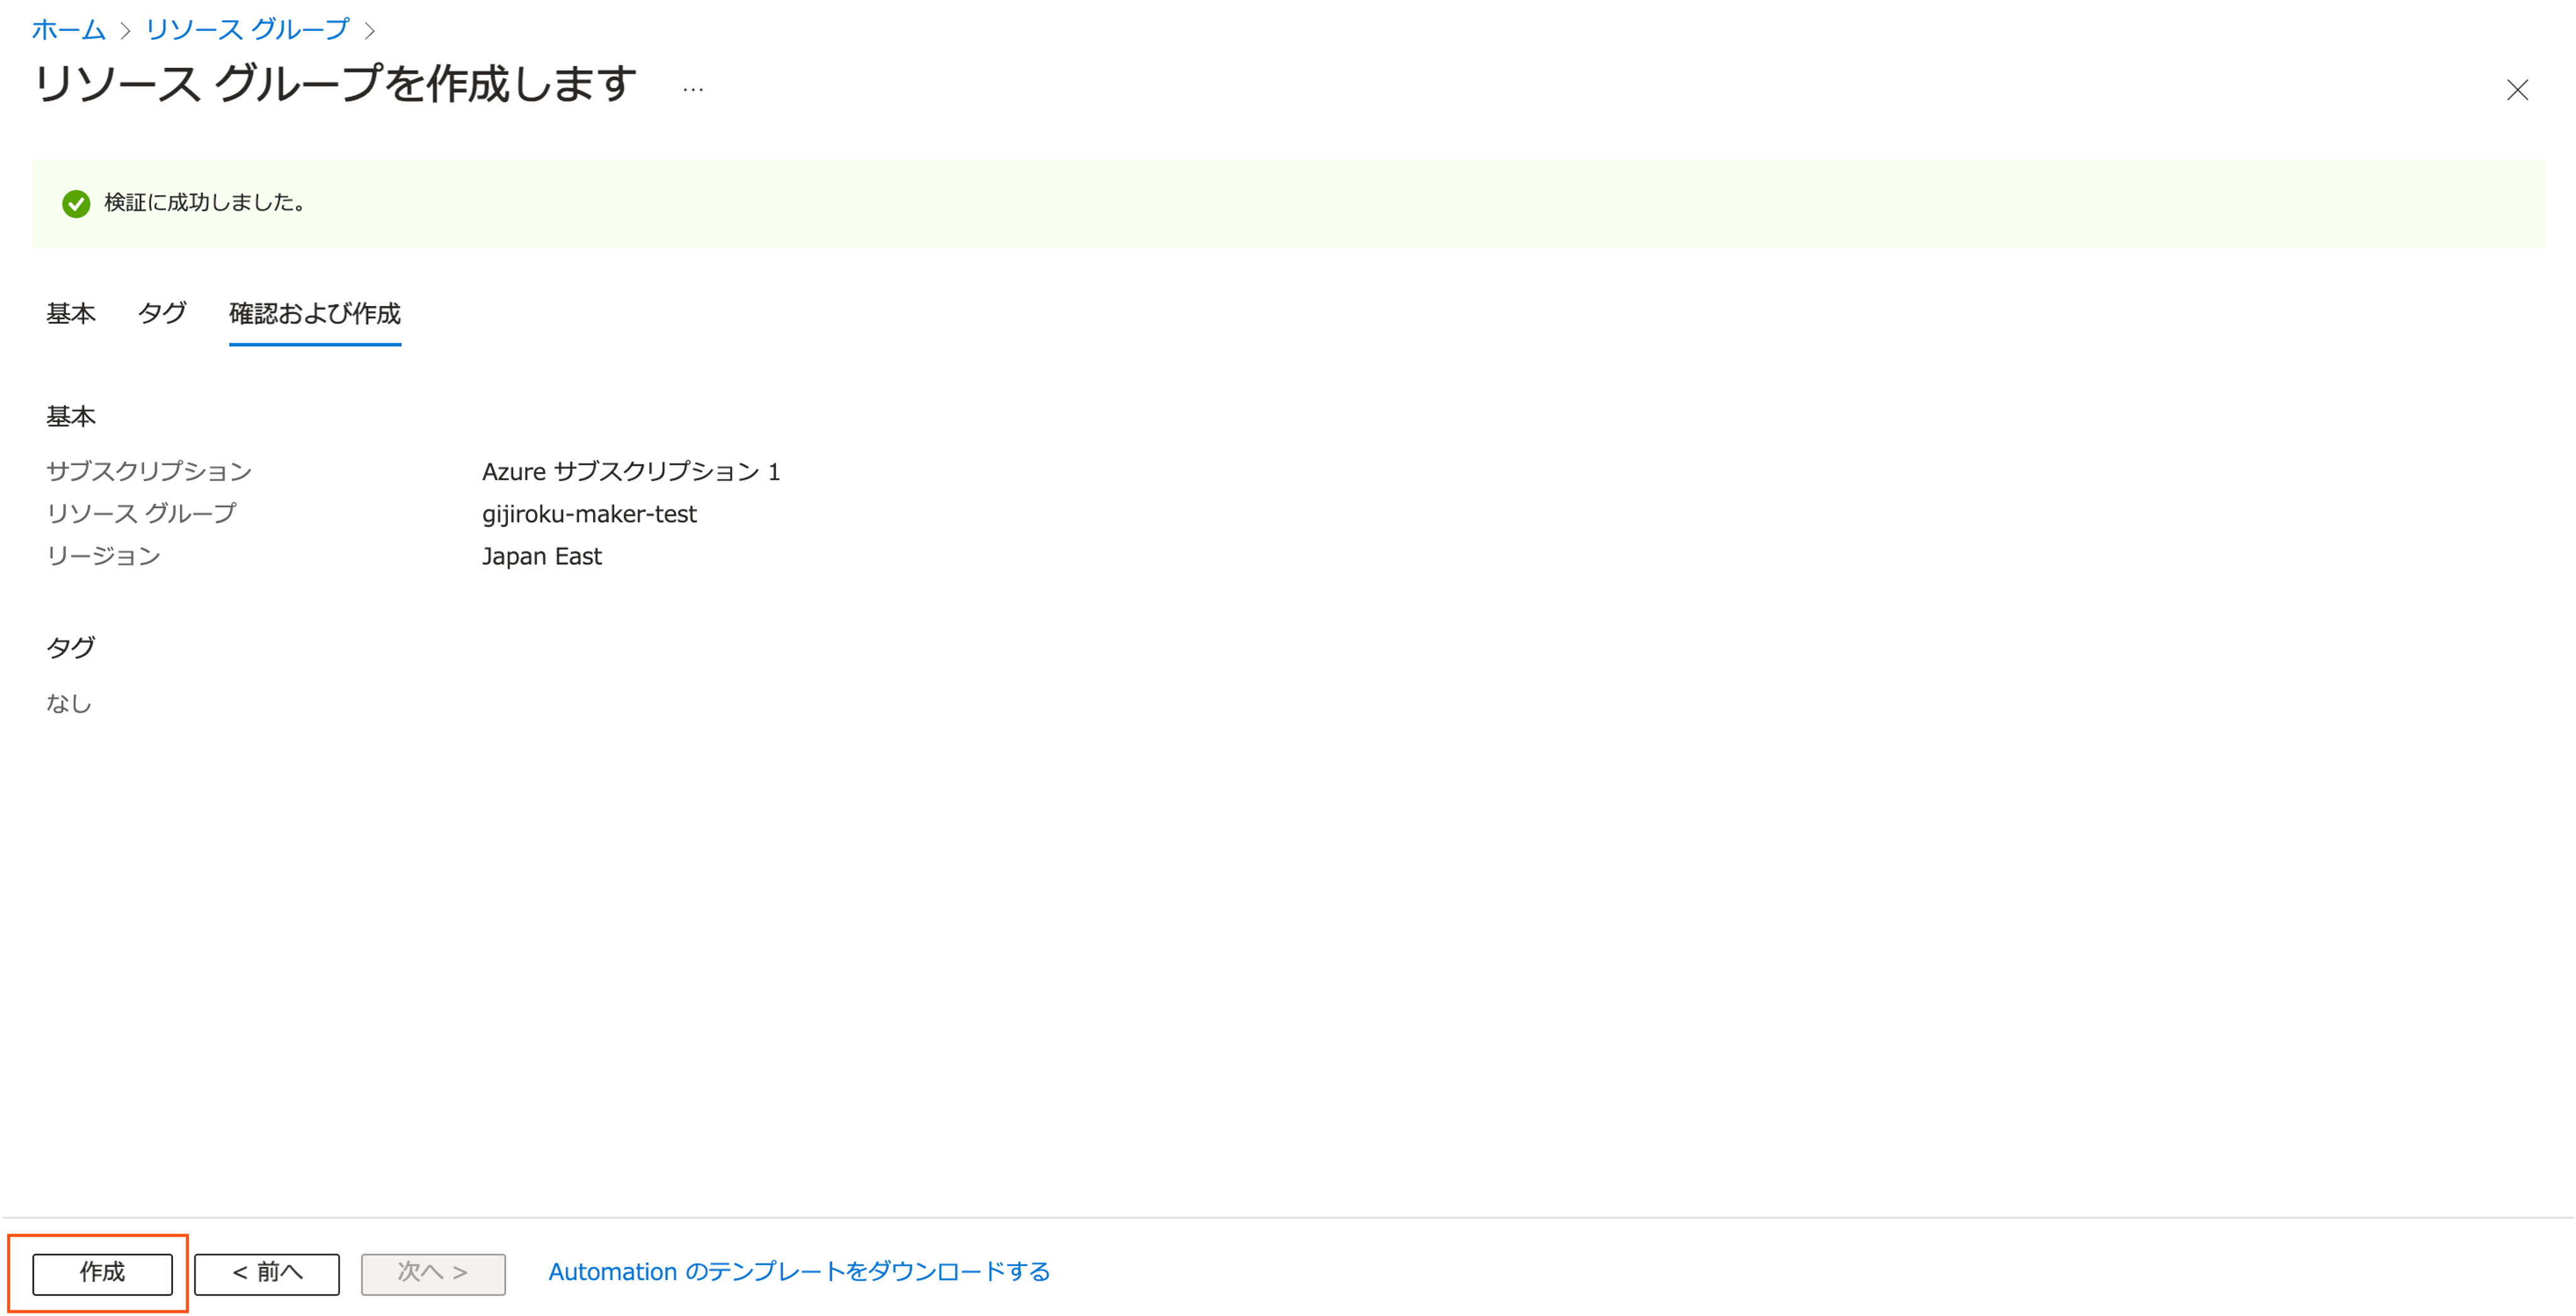 ホーム > リソース グループ >
リソース グループを作成します ...
検証に成功しました。
基本 タグ 確認および作成
基本
サブスクリプション Azure サブスクリプション 1
リソース グループ gijiroku-maker-test
リージョン Japan East
タグ
なし
作成 < 前へ 次へ > Automation のテンプレートをダウンロードする